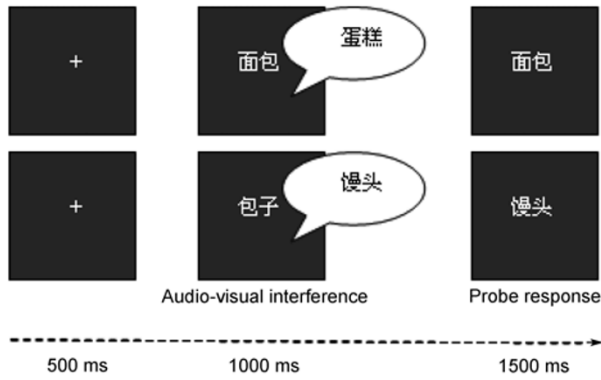 +
面包
蛋糕
面包
+
包子
馒头
馒头
Audio-visual interference
Probe response
500 ms
1000 ms
1500 ms